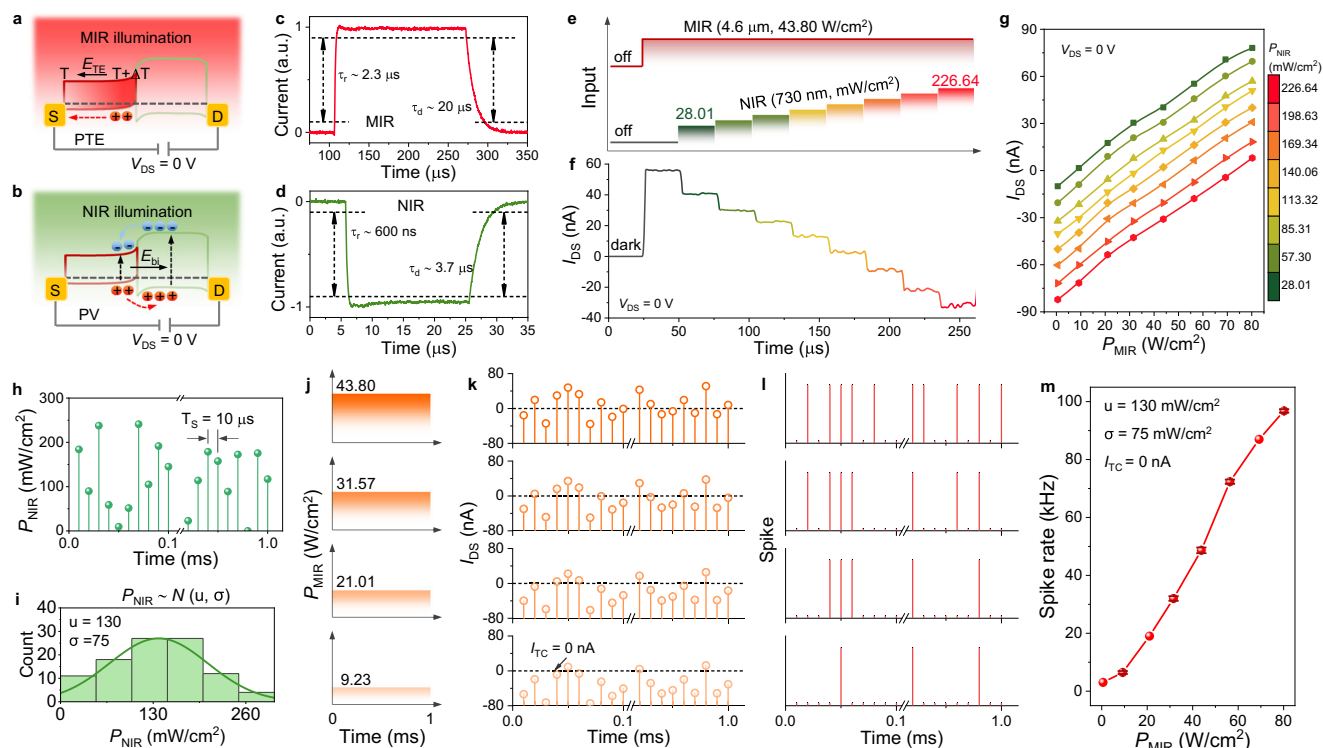 a
MIR illumination
T
E_TE
T+ΔT
S
D
PTE
V_DS = 0 V
b
NIR illumination
E_bi
S
D
PV
V_DS = 0 V
c
Current (a.u.)
1
0
τ_r ~ 2.3 μs
τ_d ~ 20 μs
MIR
100 150 200 250 300 350
Time (μs)
d
Current (a.u.)
0
-1
NIR
τ_r ~ 600 ns
τ_d ~ 3.7 μs
0 5 10 15 20 25 30 35
Time (μs)
e
MIR (4.6 μm, 43.80 W/cm²)
off
Input
NIR (730 nm, mW/cm²)
28.01
226.64
off
f
I_DS (nA)
60
40
20
0
-20
-40
dark
V_DS = 0 V
0 50 100 150 200 250
Time (μs)
g
V_DS = 0 V
I_DS (nA)
90
60
30
0
-30
-60
-90
0 10 20 30 40 50 60 70 80
P_MIR (W/cm²)
P_NIR
(mW/cm²)
226.64
198.63
169.34
140.06
113.32
85.31
57.30
28.01
h
P_NIR (mW/cm²)
300
200
100
0
T_S = 10 μs
0.0 0.1 1.0
Time (ms)
i
P_NIR ~ N (u, σ)
u = 130
σ =75
Count
40
30
20
10
0
0 130 260
P_NIR (mW/cm²)
j
P_MIR (W/cm²)
43.80
0 1
31.57
0 1
21.01
0 1
9.23
0 1
Time (ms)
k
I_DS (nA)
80
0
-80
80
0
-80
80
0
-80
80
0
-80
I_TC = 0 nA
0.0 0.1 1.0
Time (ms)
l
Spike
0.0 0.1 1.0
Time (ms)
m
u = 130 mW/cm²
σ = 75 mW/cm²
I_TC = 0 nA
Spike rate (kHz)
100
80
60
40
20
0
0 20 40 60 80
P_MIR (W/cm²)